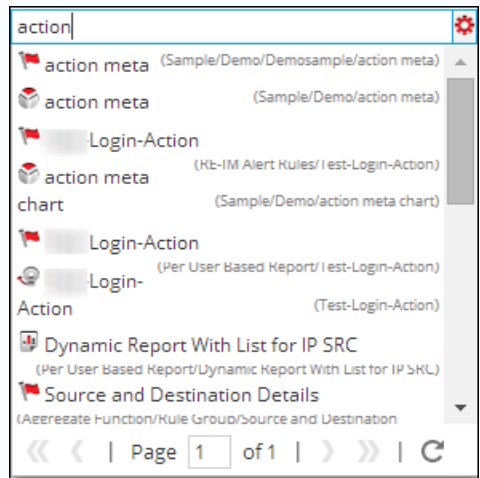 action
action meta (Sample/Demo/Demosample/action meta)
action meta (Sample/Demo/action meta)
-Login-Action
(RE-IM Alert Rules/Test-Login-Action)
action meta
chart (Sample/Demo/action meta chart)
Login-Action
(Per User Based Report/Test-Login-Action)
-Login-
Action (Test-Login-Action)
Dynamic Report With List for IP SRC
(Per User Based Report/Dynamic Report With List for IP SRC)
Source and Destination Details
(Aggregate Function/Rule Group/Source and Destination
| Page 1 of 1 | |